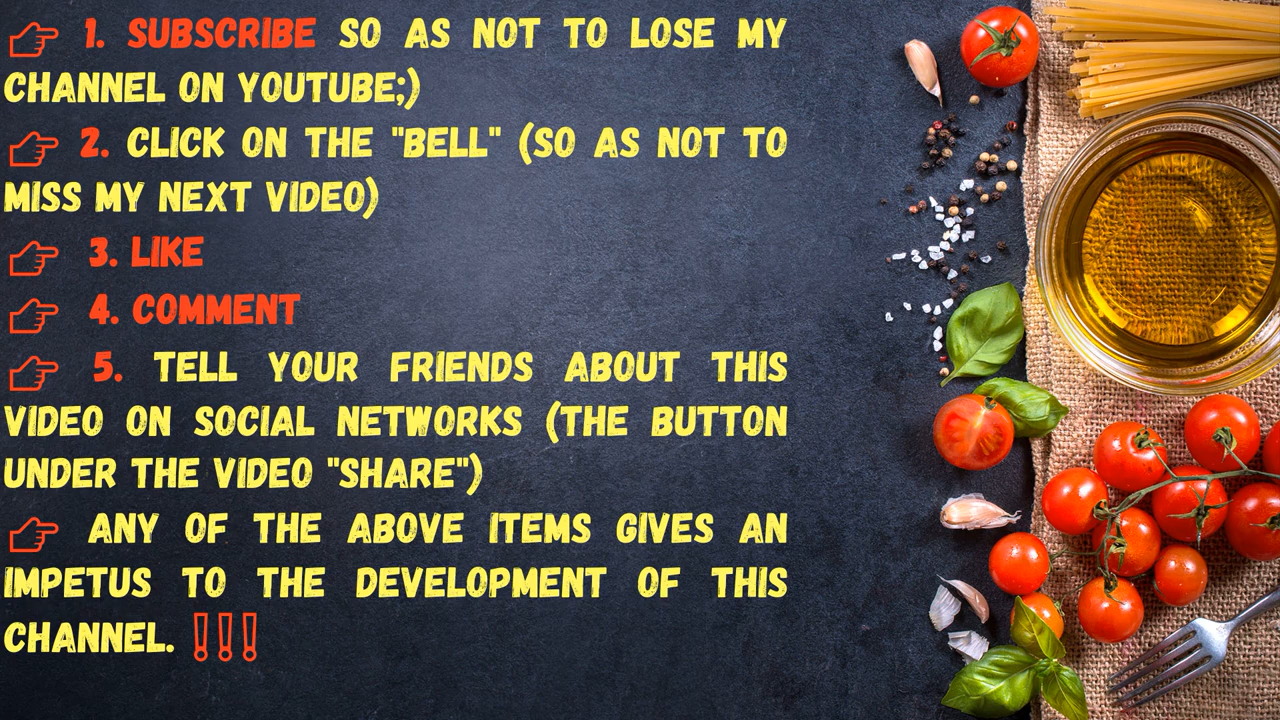 👉 1. SUBSCRIBE SO AS NOT TO LOSE MY
CHANNEL ON YOUTUBE;)
👉 2. CLICK ON THE "BELL" (SO AS NOT TO
MISS MY NEXT VIDEO)
👉 3. LIKE
👉 4. COMMENT
👉 5. TELL YOUR FRIENDS ABOUT THIS
VIDEO ON SOCIAL NETWORKS (THE BUTTON
UNDER THE VIDEO "SHARE")
👉 ANY OF THE ABOVE ITEMS GIVES AN
IMPETUS TO THE DEVELOPMENT OF THIS
CHANNEL. !!!